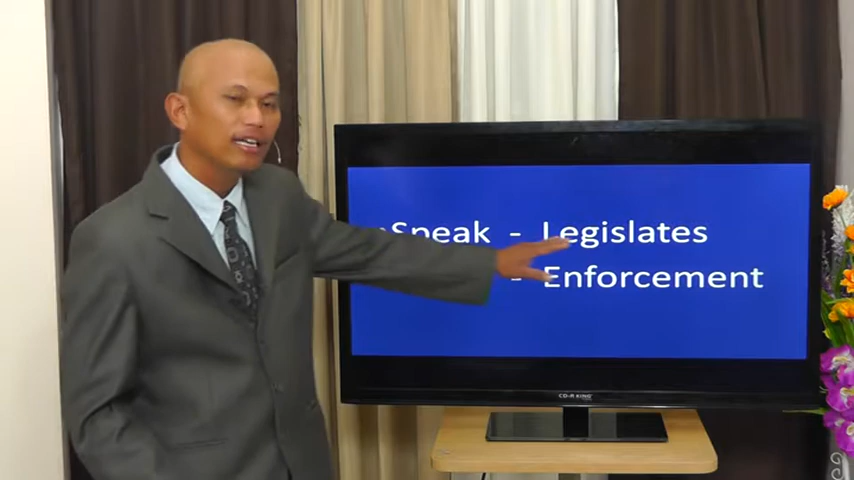 Speak - Legislates
- Enforcement
CD-R KING